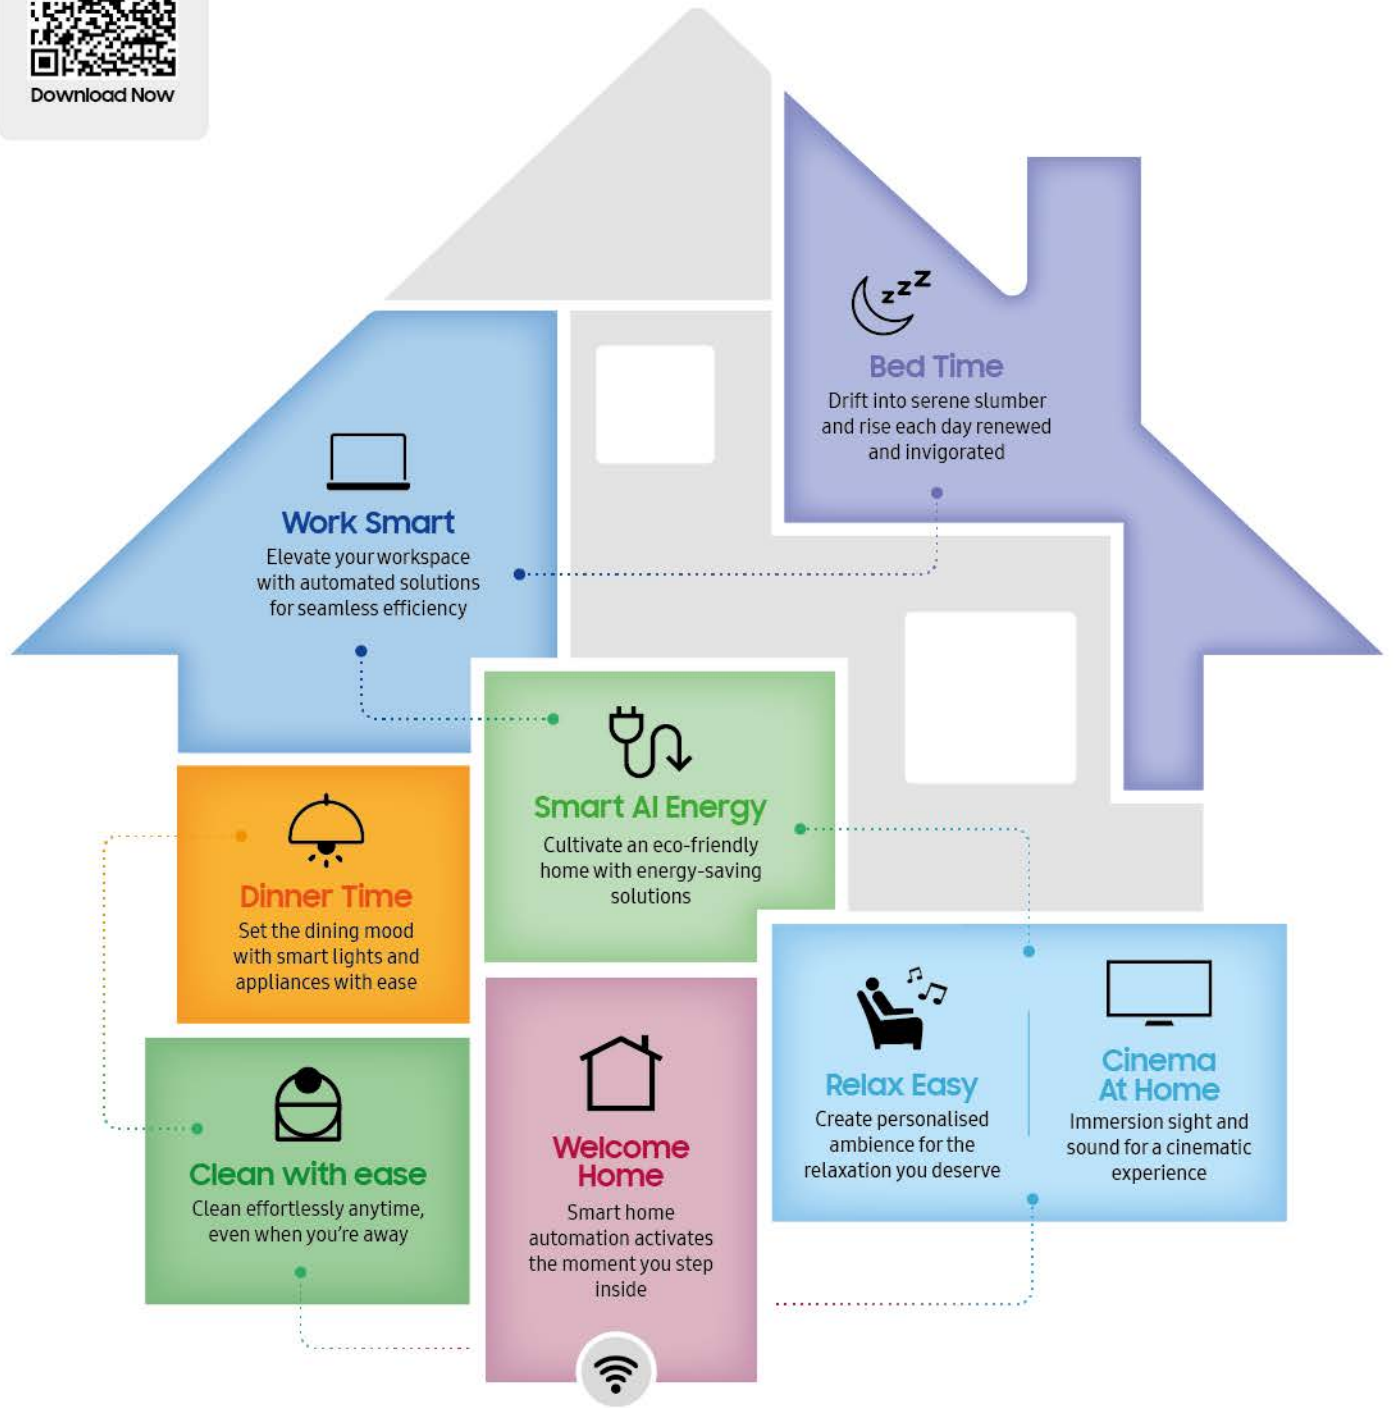 Download Now
z z Z
Bed Time
Drift into serene slumber
and rise each day renewed
and invigorated
Work Smart
Elevate your workspace
with automated solutions
for seamless efficiency
Smart AI Energy
Cultivate an eco-friendly
home with energy-saving
solutions
Dinner Time
Set the dining mood
with smart lights and
appliances with ease
Relax Easy
Create personalised
ambience for the
relaxation you deserve
Cinema
At Home
Immersion sight and
sound for a cinematic
experience
Clean with ease
Clean effortlessly anytime,
even when you're away
Welcome
Home
Smart home
automation activates
the moment you step
inside